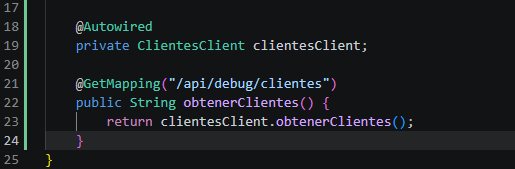 17
18 @Autowired
19 private ClientesClient clientesClient;
20
21 @GetMapping("/api/debug/clientes")
22 public String obtenerClientes() {
23 return clientesClient.obtenerClientes();
24 }
25 }